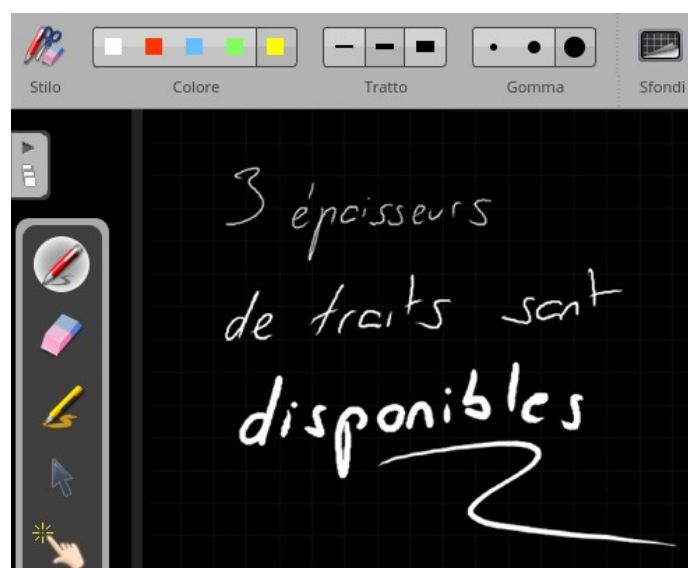 Stilo Colore Tratto Gomma Sfondi
3 épaisseurs
de traits sont
disponibles